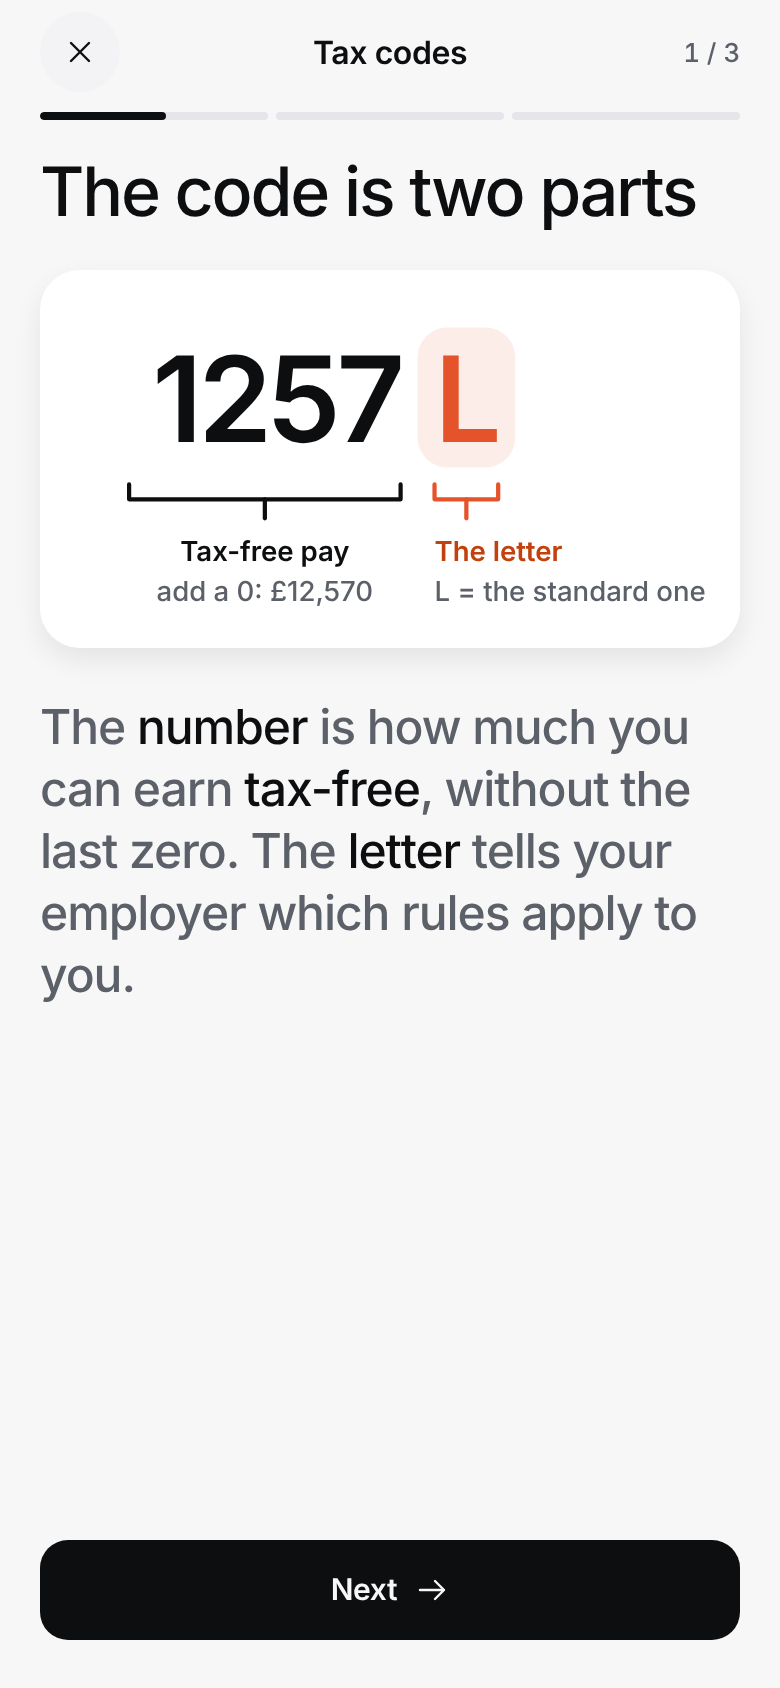 Tax codes
1 / 3
The code is two parts
1257 L
Tax-free pay
add a 0: £12,570
The letter
L = the standard one
The number is how much you
can earn tax-free, without the
last zero. The letter tells your
employer which rules apply to
you.
Next →